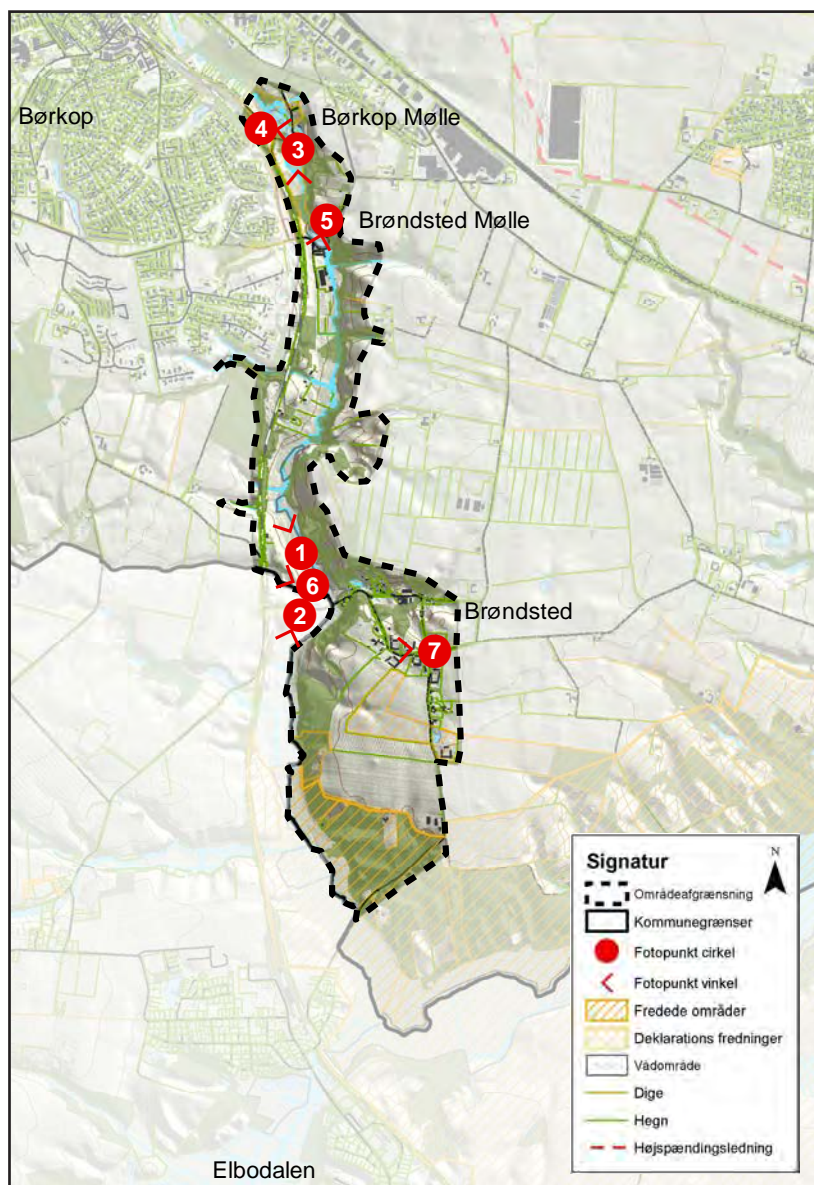 Børkop
Børkop Mølle
4
3
5
Brøndsted Mølle
1
6
2
Brøndsted
7
Signatur
N
Områdeafgrænsning
Kommunegrænser
Fotopunkt cirkel
Fotopunkt vinkel
Fredede områder
Deklarations fredninger
Vådområde
Dige
Hegn
Højspændingsledning
Elbodalen